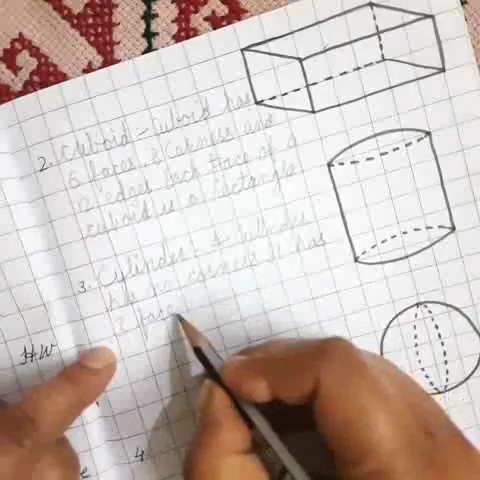 2. Cuboid - cuboid has
6 faces, 8 corners and
12 edges Each face of a
cuboid is a rectangle
3. Cylinder: A cylinder
has no corners It has
2 face
HW
4
e